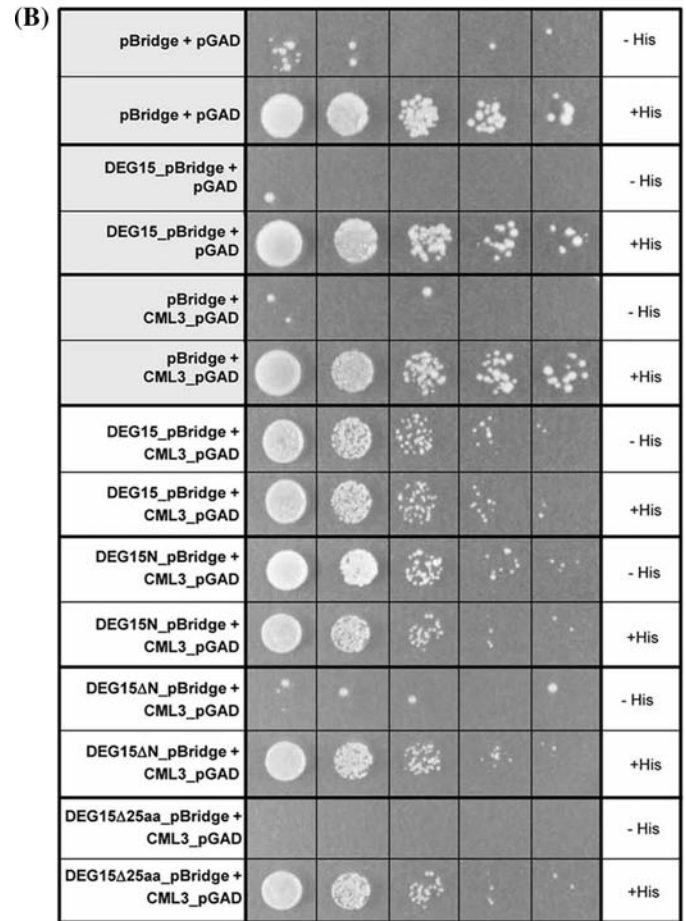 (B)
pBridge + pGAD - His
pBridge + pGAD +His
DEG15_pBridge +
pGAD - His
DEG15_pBridge +
pGAD +His
pBridge +
CML3_pGAD - His
pBridge +
CML3_pGAD +His
DEG15_pBridge +
CML3_pGAD - His
DEG15_pBridge +
CML3_pGAD +His
DEG15N_pBridge +
CML3_pGAD - His
DEG15N_pBridge +
CML3_pGAD +His
DEG15ΔN_pBridge +
CML3_pGAD - His
DEG15ΔN_pBridge +
CML3_pGAD +His
DEG15Δ25aa_pBridge +
CML3_pGAD - His
DEG15Δ25aa_pBridge +
CML3_pGAD +His